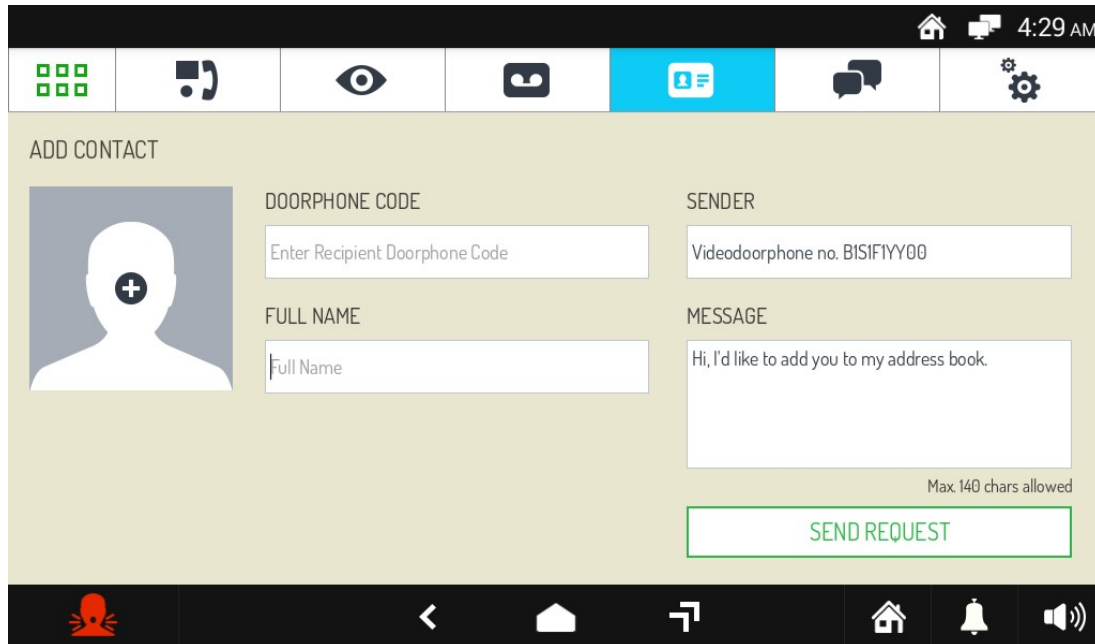 4:29 AM
ADD CONTACT
DOORPHONE CODE
Enter Recipient Doorphone Code
FULL NAME
Full Name
SENDER
Videodoorphone no. B1S1F1YY00
MESSAGE
Hi, I'd like to add you to my address book.
Max. 140 chars allowed
SEND REQUEST